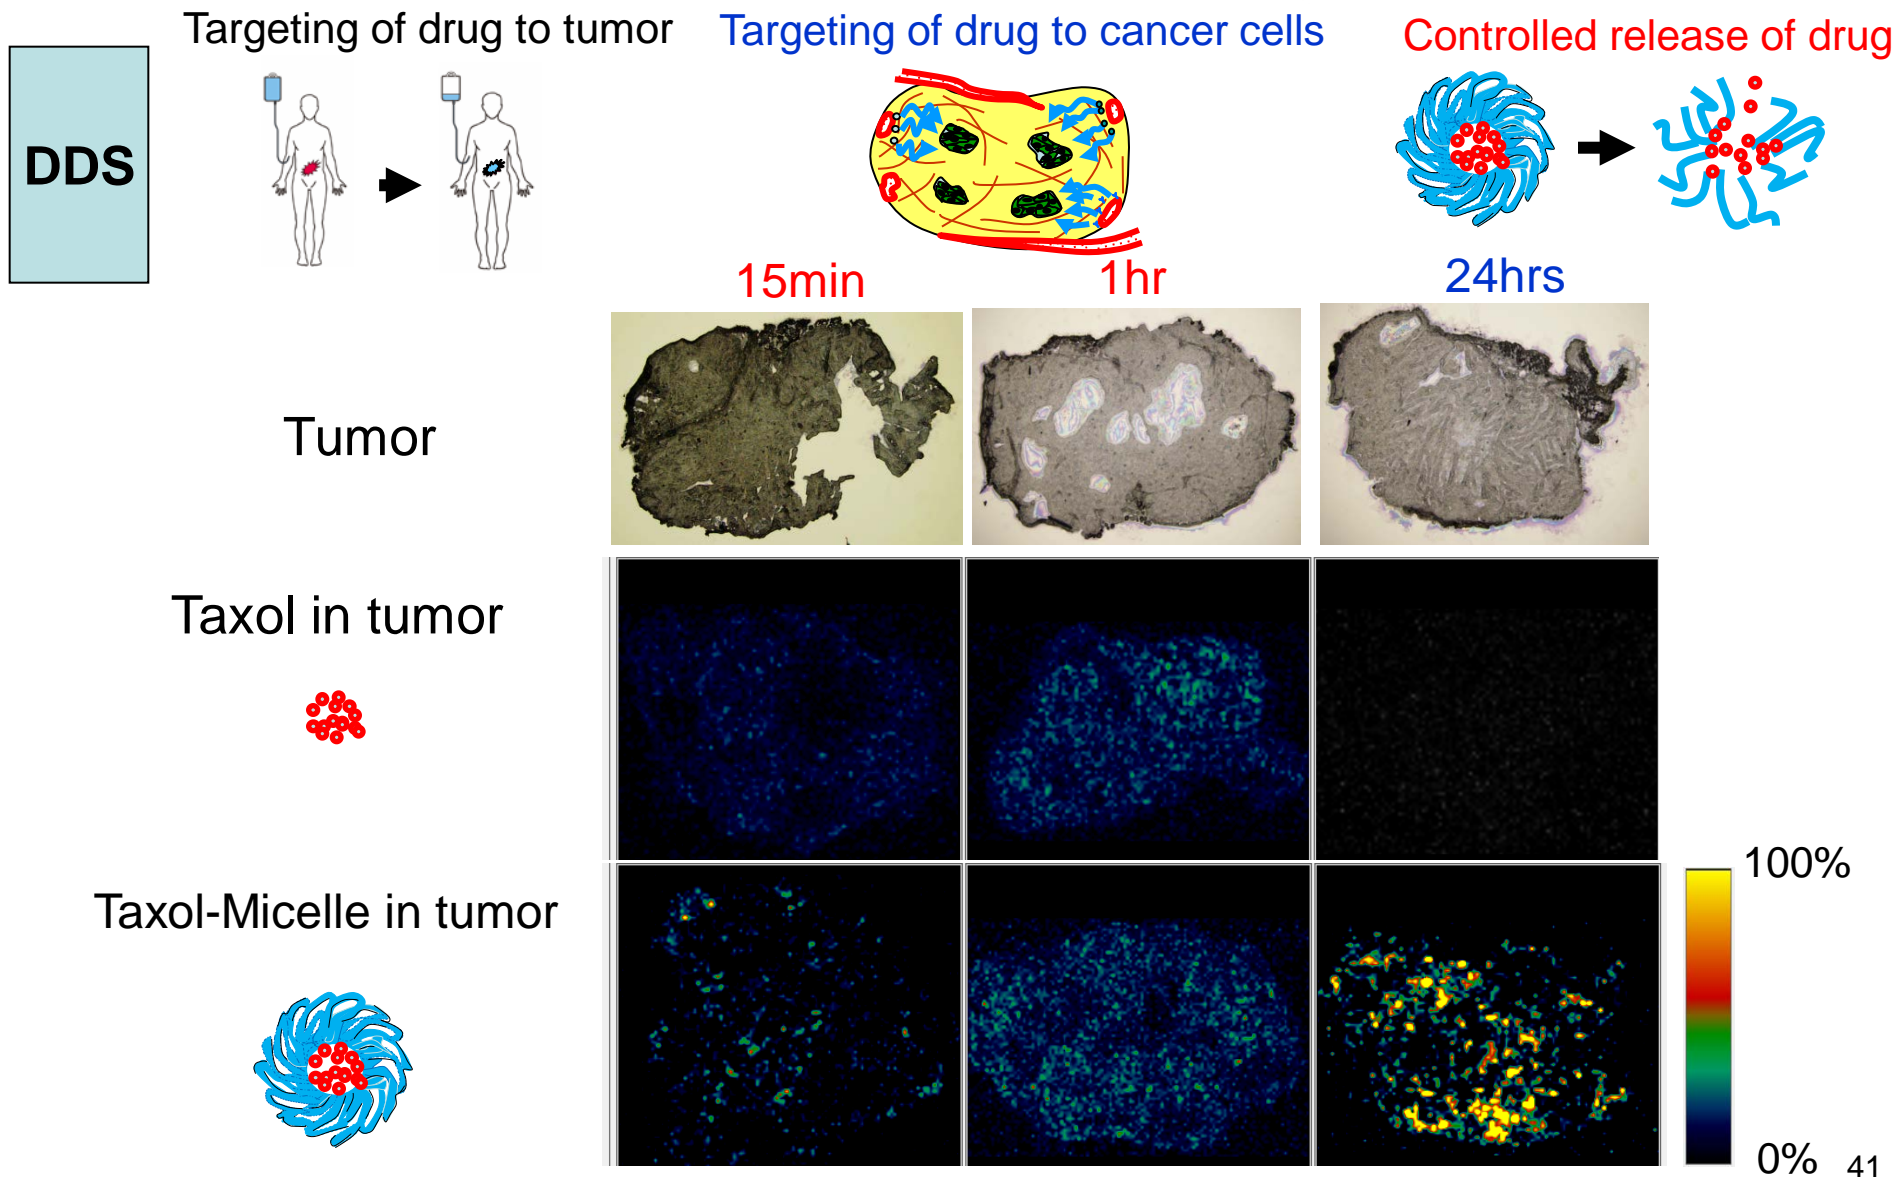 Targeting of drug to tumor
Targeting of drug to cancer cells
Controlled release of drug
DDS
15min
1hr
24hrs
Tumor
Taxol in tumor
Taxol-Micelle in tumor
100%
0%
41